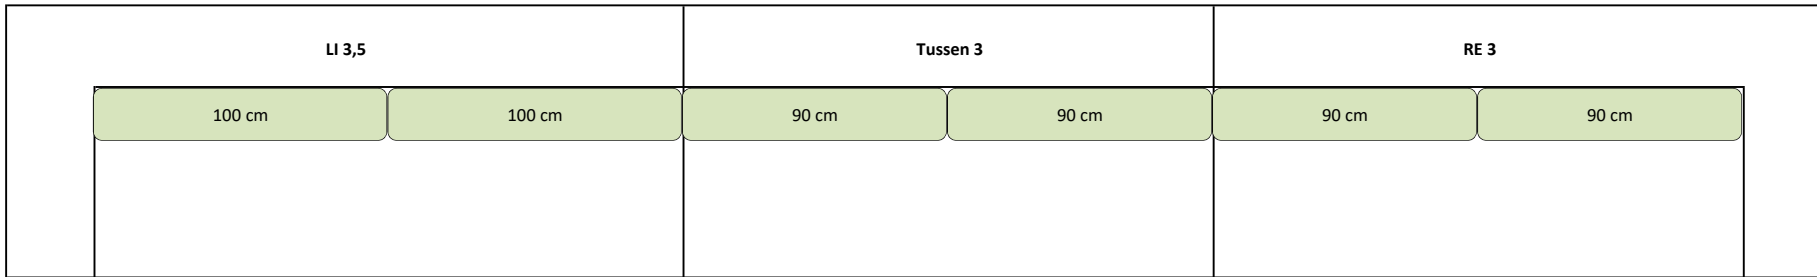 LI 3,5 Tussen 3 RE 3
100 cm 100 cm 90 cm 90 cm 90 cm 90 cm